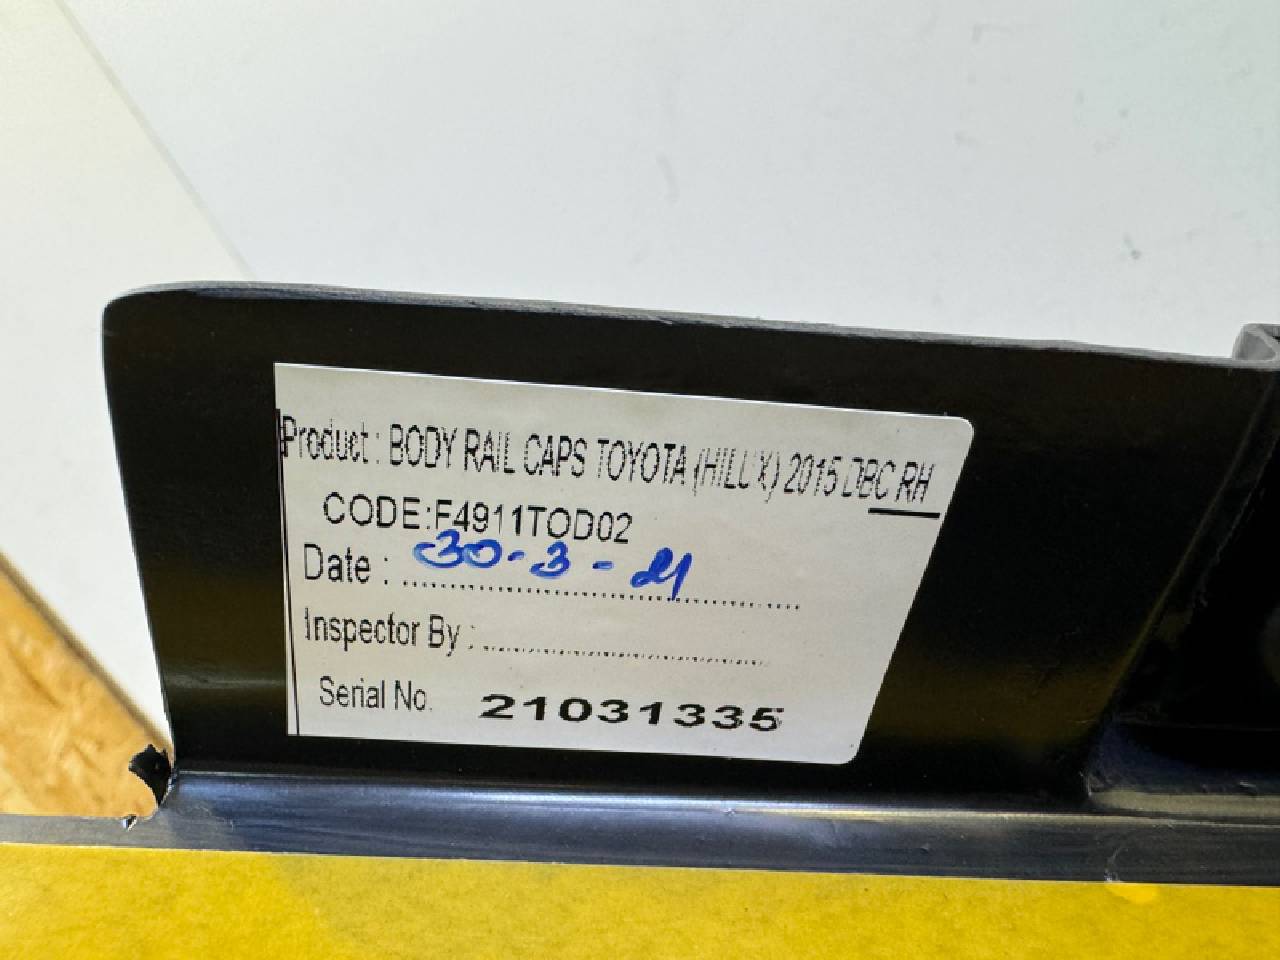 Product : BODY RAIL CAPS TOYOTA (HILUX) 2015 DBC RH
CODE:F4911TOD02
Date : 30-3-21
Inspector By :
Serial No. 21031335